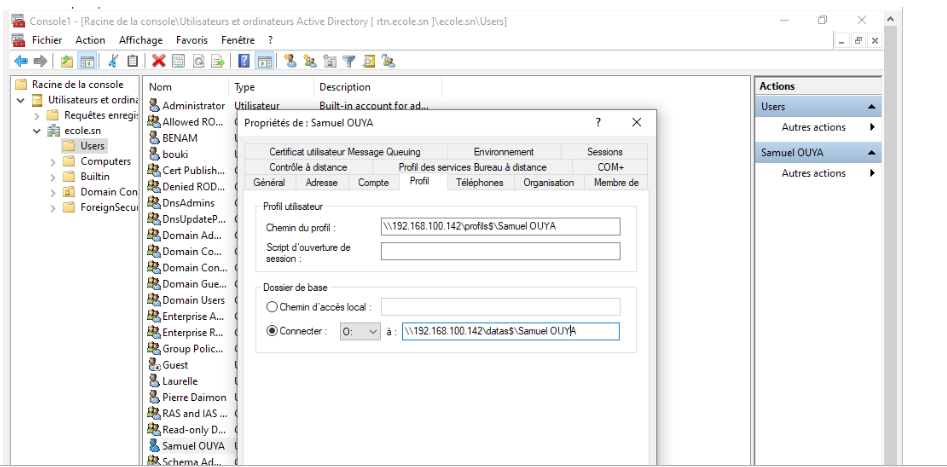 Console1 - [Racine de la console\Utilisateurs et ordinateurs Active Directory [ rtn.ecole.sn ]\ecole.sn\Users]
Fichier Action Affichage Favoris Fenêtre ?
Racine de la console
Utilisateurs et ordina
Requêtes enregi
ecole.sn
Users
Computers
Builtin
Domain Con
ForeignSecu
Nom Type Description
Administrator Utilisateur Built-in account for ad...
Allowed RO...
BENAM
bouki
Cert Publish...
Denied ROD...
DnsAdmins
DnsUpdateP...
Domain Ad...
Domain Co...
Domain Con...
Domain Gue...
Domain Users
Enterprise A...
Enterprise R...
Group Polic...
Guest
Laurelle
Pierre Daimon
RAS and IAS ...
Read-only D...
Samuel OUYA
Schema Ad...
Propriétés de : Samuel OUYA ? ×
Certificat utilisateur Message Queuing Environnement Sessions
Contrôle à distance Profil des services Bureau à distance COM+
Général Adresse Compte Profil Téléphones Organisation Membre de
Profil utilisateur
Chemin du profil : \\192.168.100.142\profils$\Samuel OUYA
Script d'ouverture de
session :
Dossier de base
Chemin d'accès local :
Connecter : O: à : \\192.168.100.142\datas$\Samuel OUYA
Actions
Users
Autres actions
Samuel OUYA
Autres actions